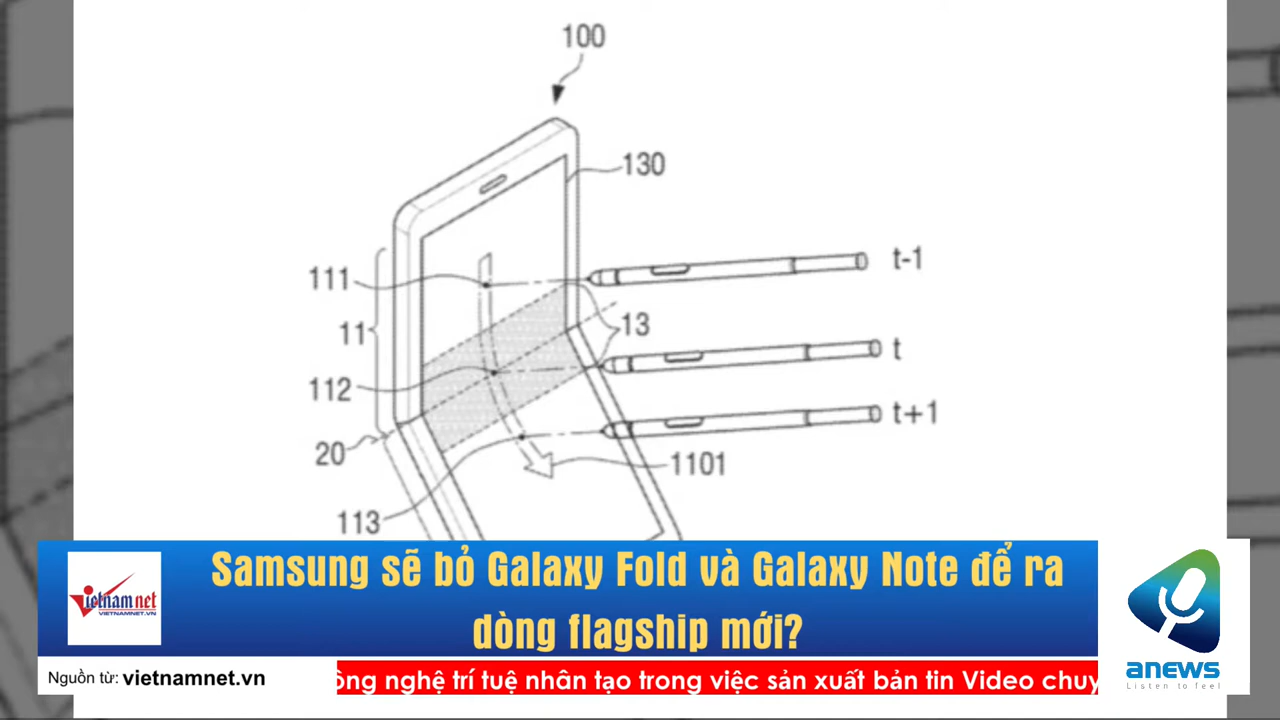 100
130
111
t-1
11
13
t
112
t+1
20
1101
113
Samsung sẽ bỏ Galaxy Fold và Galaxy Note để ra
dòng flagship mới?
vietnamnet
VIETNAMNET.VN
Nguồn từ: vietnamnet.vn
nghệ trí tuệ nhân tạo trong việc sản xuất bản tin Video
anews
Listen to feel